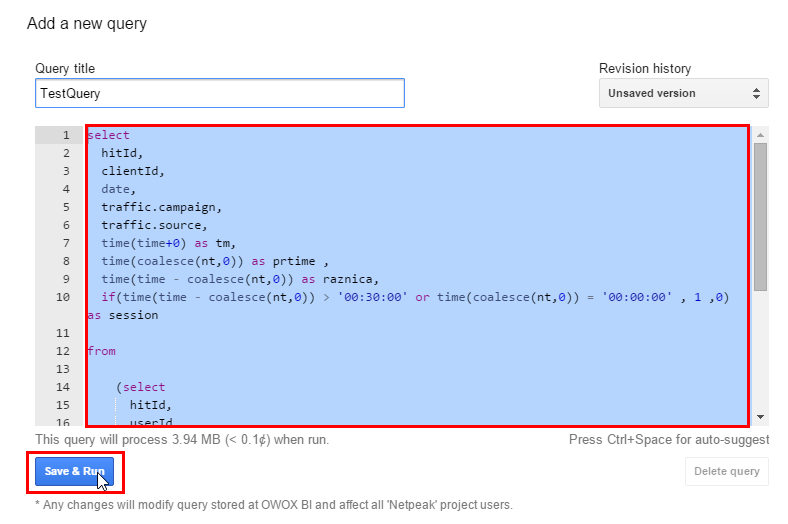 Add a new query
Query title
Revision history
TestQuery
Unsaved version
1 select
2 hitId,
3 clientId,
4 date,
5 traffic.campaign,
6 traffic.source,
7 time(time+0) as tm,
8 time(coalesce(nt,0)) as prtime ,
9 time(time - coalesce(nt,0)) as raznica,
10 if(time(time - coalesce(nt,0)) > '00:30:00' or time(coalesce(nt,0)) = '00:00:00' , 1 ,0)
as session
11
12 from
13
14 (select
15 hitId,
16 userId
This query will process 3.94 MB (< 0.1¢) when run.
Press Ctrl+Space for auto-suggest
Save & Run
Delete query
* Any changes will modify query stored at OWOX BI and affect all 'Netpeak' project users.